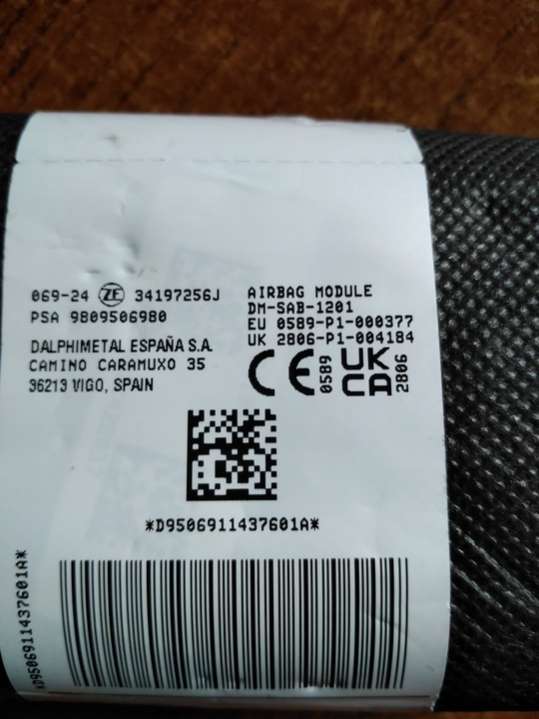 069-24 ZF 34197256J
PSA 9809506980
DALPHIMETAL ESPAÑA S.A.
CAMINO CARAMUXO 35
36213 VIGO, SPAIN
AIRBAG MODULE
DM-SAB-1201
EU 0589-P1-000377
UK 2806-P1-004184
CE 0589
UK
CA 2806
*D9506911437601A*
*D9506911437601A*